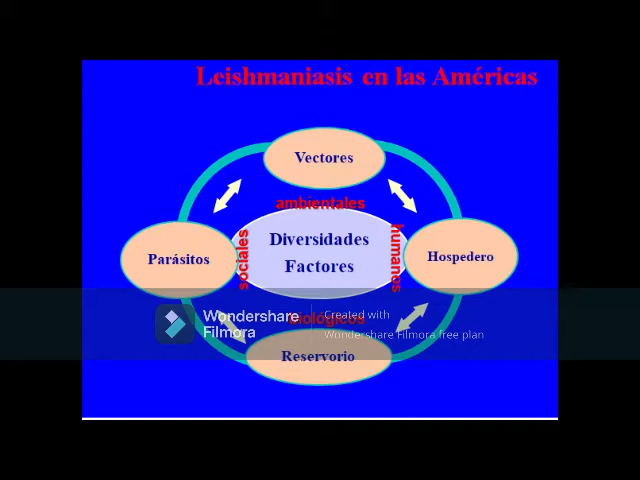 Leishmaniasis en las Américas
Vectores
ambientales
Diversidades
Factores
sociales
humanos
Parásitos
Hospedero
biológicos
Reservorio
Wondershare
Filmora
Created with
Wondershare Filmora free plan